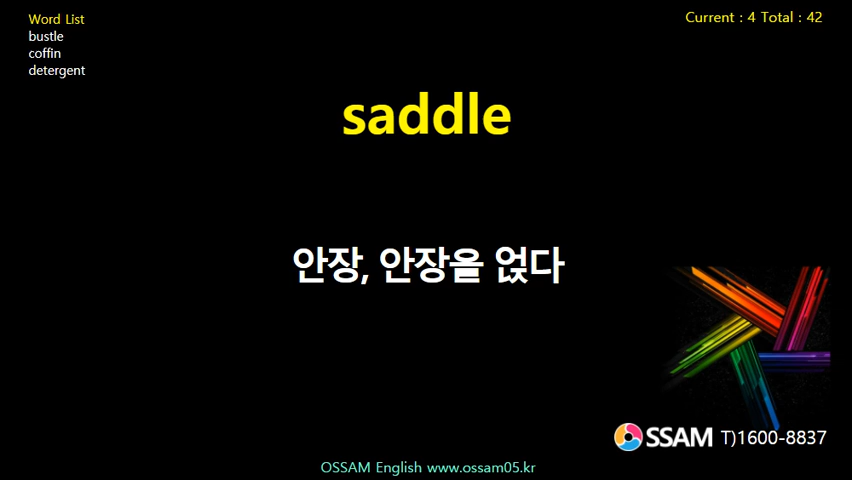 Word List
bustle
coffin
detergent
Current : 4 Total : 42
saddle
안장, 안장을 얹다
SSAM T)1600-8837
OSSAM English www.ossam05.kr